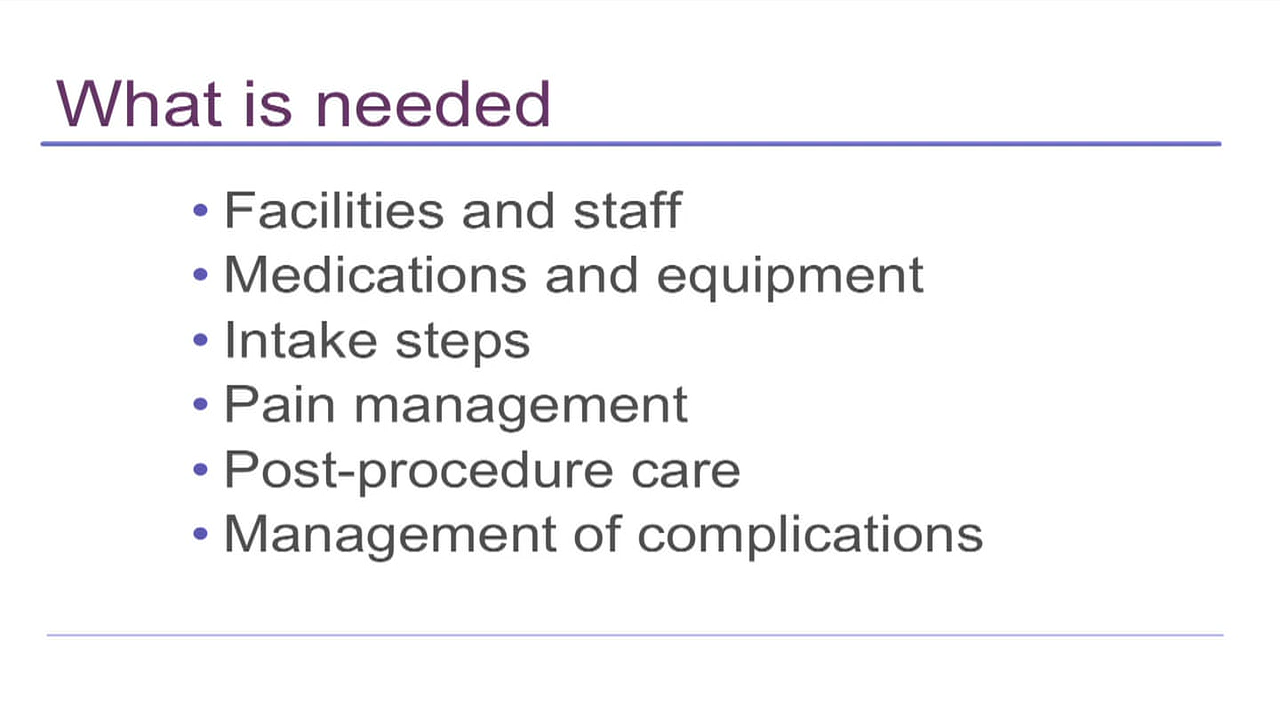 What is needed
• Facilities and staff
• Medications and equipment
• Intake steps
• Pain management
• Post-procedure care
• Management of complications